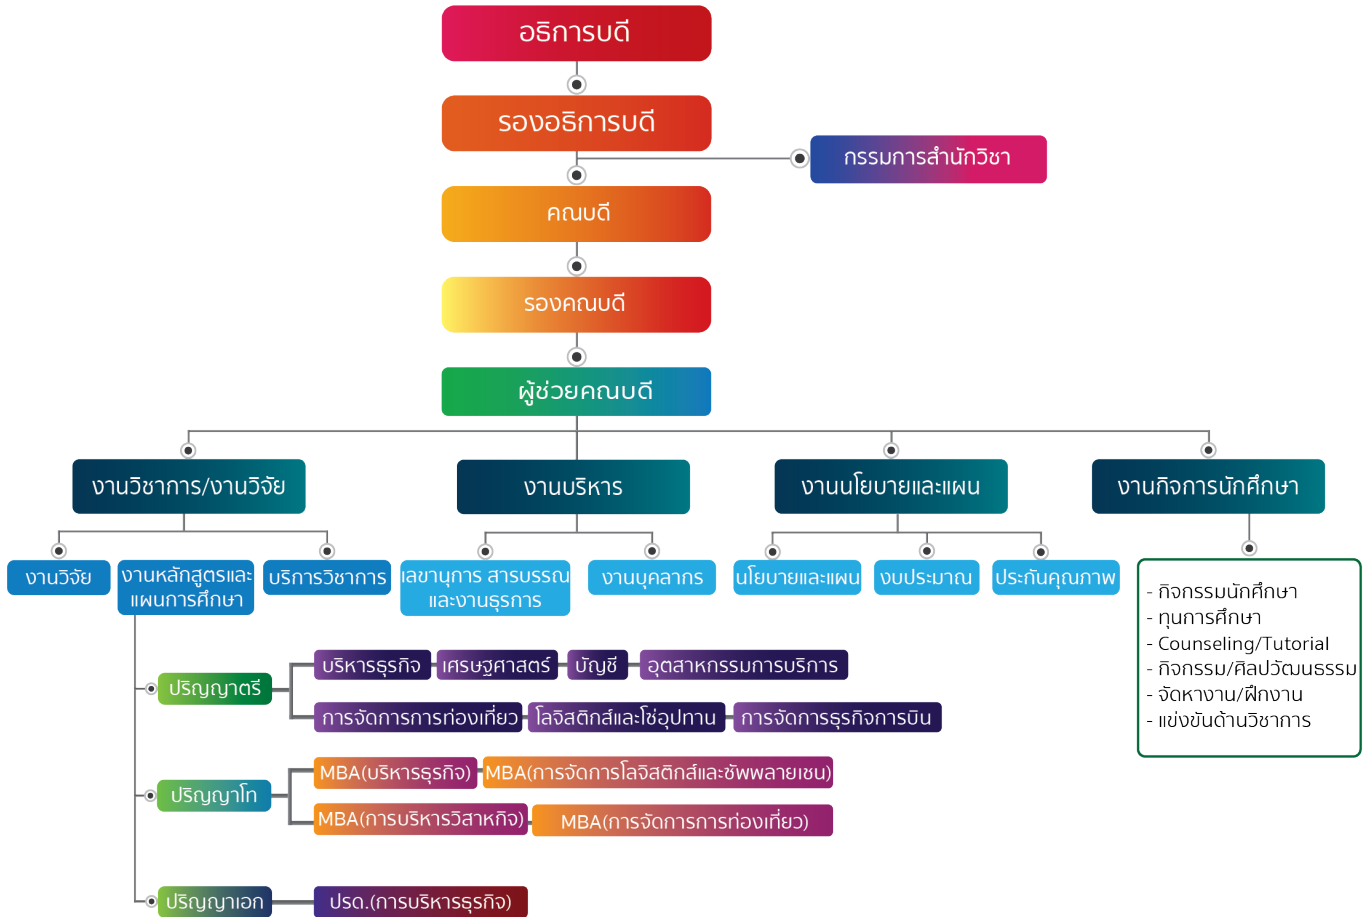 อธิการบดี
รองอธิการบดี
กรรมการสำนักวิชา
คณบดี
รองคณบดี
ผู้ช่วยคณบดี
งานวิชาการ/งานวิจัย
งานบริหาร
งานนโยบายและแผน
งานกิจการนักศึกษา
งานวิจัย
งานหลักสูตรและ
แผนการศึกษา
บริการวิชาการ
เลขานุการ สารบรรณ
และงานธุรการ
งานบุคลากร
นโยบายและแผน
งบประมาณ
ประกันคุณภาพ
- กิจกรรมนักศึกษา
- ทุนการศึกษา
- Counseling/Tutorial
- กิจกรรม/ศิลปวัฒนธรรม
- จัดหางาน/ฝึกงาน
- แข่งขันด้านวิชาการ
ปริญญาตรี
บริหารธุรกิจ
เศรษฐศาสตร์
บัญชี
อุตสาหกรรมการบริการ
การจัดการการท่องเที่ยว
โลจิสติกส์และโซ่อุปทาน
การจัดการธุรกิจการบิน
ปริญญาโท
MBA(บริหารธุรกิจ)
MBA(การจัดการโลจิสติกส์และซัพพลายเชน)
MBA(การบริหารวิสาหกิจ)
MBA(การจัดการการท่องเที่ยว)
ปริญญาเอก
ปรด.(การบริหารธุรกิจ)